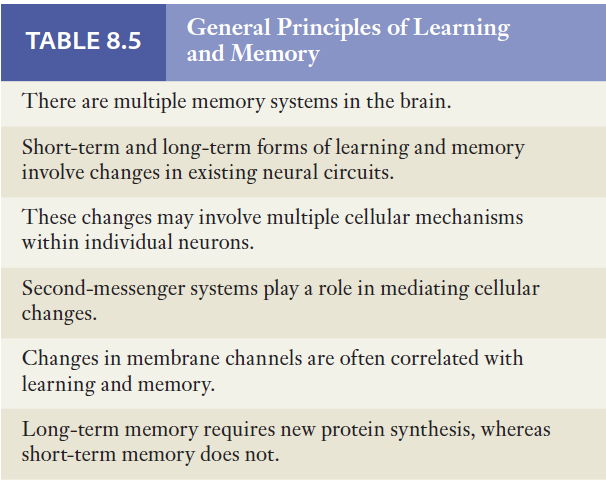 TABLE 8.5
General Principles of Learning
and Memory
There are multiple memory systems in the brain.
Short-term and long-term forms of learning and memory
involve changes in existing neural circuits.
These changes may involve multiple cellular mechanisms
within individual neurons.
Second-messenger systems play a role in mediating cellular
changes.
Changes in membrane channels are often correlated with
learning and memory.
Long-term memory requires new protein synthesis, whereas
short-term memory does not.